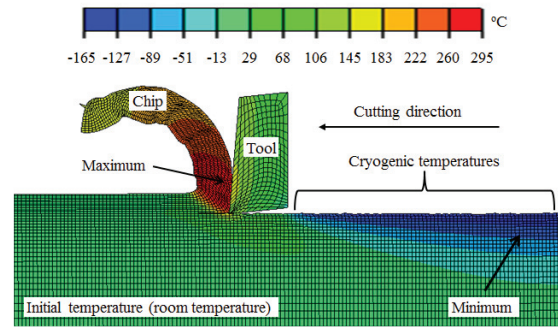 °C
-165 -127 -89 -51 -13 29 68 106 145 183 222 260 295
Chip
Cutting direction
Tool
Maximum
Cryogenic temperatures
Initial temperature (room temperature)
Minimum